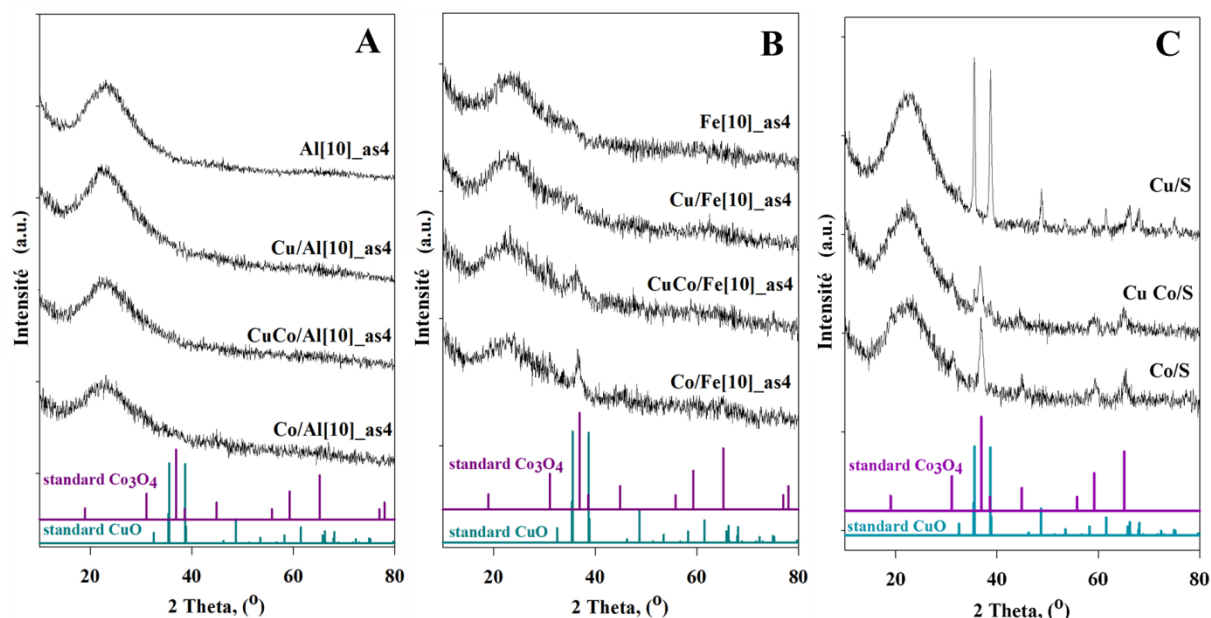 A
Al[10]_as4
Cu/Al[10]_as4
CuCo/Al[10]_as4
Co/Al[10]_as4
standard Co₃O₄
standard CuO
Intensité (a.u.)
20 40 60 80
2 Theta, (°)
B
Fe[10]_as4
Cu/Fe[10]_as4
CuCo/Fe[10]_as4
Co/Fe[10]_as4
standard Co₃O₄
standard CuO
Intensité (a.u.)
20 40 60 80
2 Theta, (°)
C
Cu/S
Cu Co/S
Co/S
standard Co₃O₄
standard CuO
Intensité (a.u.)
20 40 60 80
2 Theta, (°)